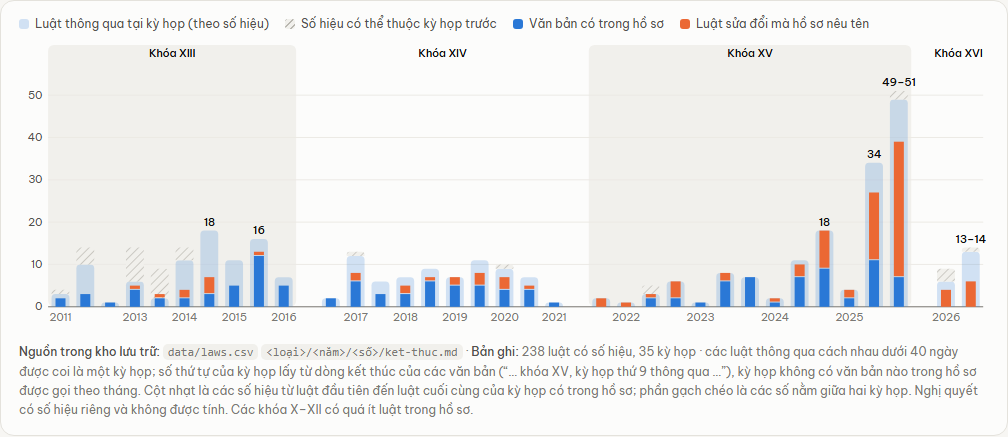 Luật thông qua tại kỳ họp (theo số hiệu) Số hiệu có thể thuộc kỳ họp trước Văn bản có trong hồ sơ Luật sửa đổi mà hồ sơ nêu tên
Khóa XIII Khóa XIV Khóa XV Khóa XVI
50
40
30
20
10
0
18
16
18
34
49–51
13–14
2011 2013 2014 2015 2016 2017 2018 2019 2020 2021 2022 2023 2024 2025 2026
Nguồn trong kho lưu trữ: data/laws.csv <loại>/<năm>/<số>/ket-thuc.md · Bản ghi: 238 luật có số hiệu, 35 kỳ họp · các luật thông qua cách nhau dưới 40 ngày
được coi là một kỳ họp; số thứ tự của kỳ họp lấy từ dòng kết thúc của các văn bản (“… khóa XV, kỳ họp thứ 9 thông qua …”), kỳ họp không có văn bản nào trong hồ sơ
được gọi theo tháng. Cột nhạt là các số hiệu từ luật đầu tiên đến luật cuối cùng của kỳ họp có trong hồ sơ; phần gạch chéo là các số nằm giữa hai kỳ họp. Nghị quyết
có số hiệu riêng và không được tính. Các khóa X–XII có quá ít luật trong hồ sơ.